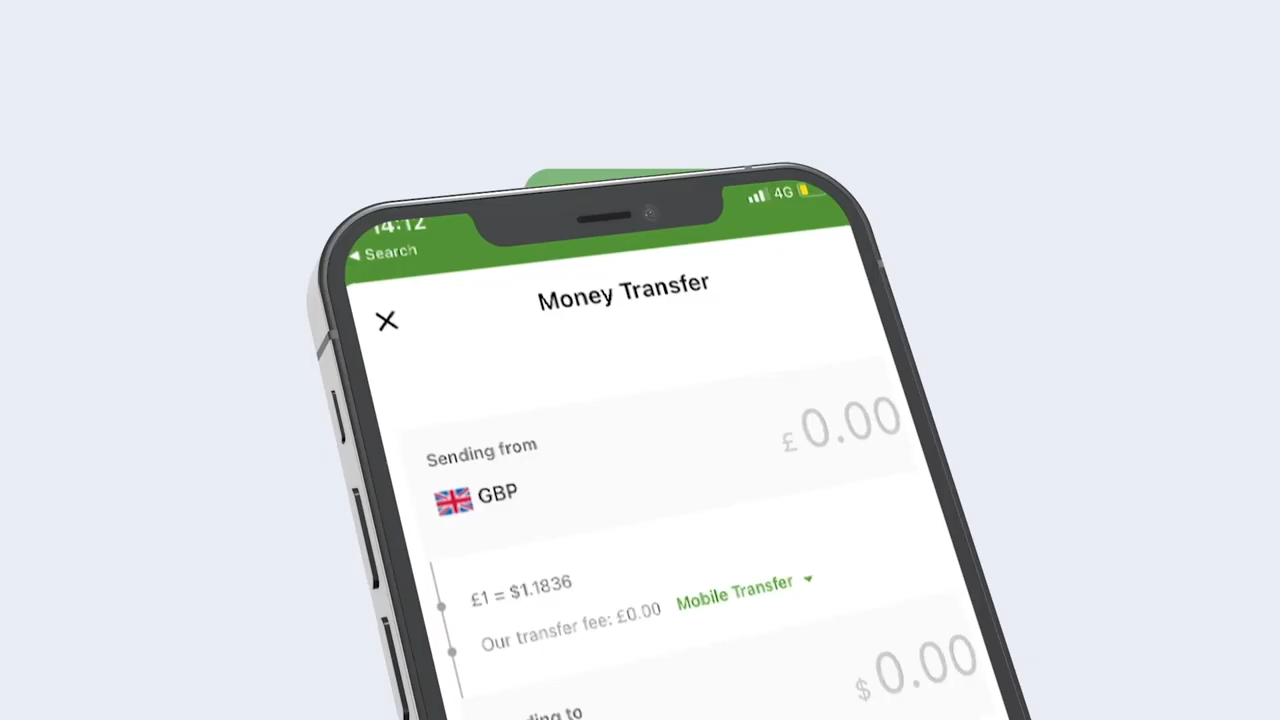 14:12
4G
◀ Search
Money Transfer
£ 0.00
Sending from
GBP
£1 = $1.1836
Our transfer fee: £0.00 Mobile Transfer
$ 0.00
to